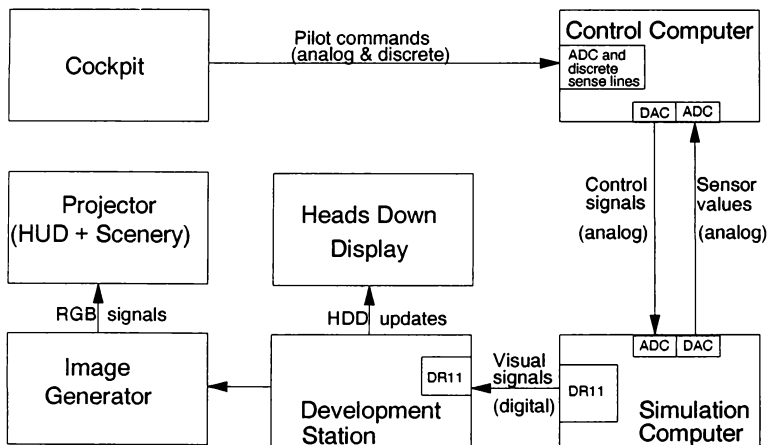 Cockpit
Pilot commands
(analog & discrete)
Control Computer
ADC and
discrete
sense lines
DAC
ADC
Projector
(HUD + Scenery)
Heads Down
Display
Control
signals
(analog)
Sensor
values
(analog)
RGB signals
HDD updates
Image
Generator
DR11
Development
Station
Visual
signals
(digital)
ADC
DAC
DR11
Simulation
Computer